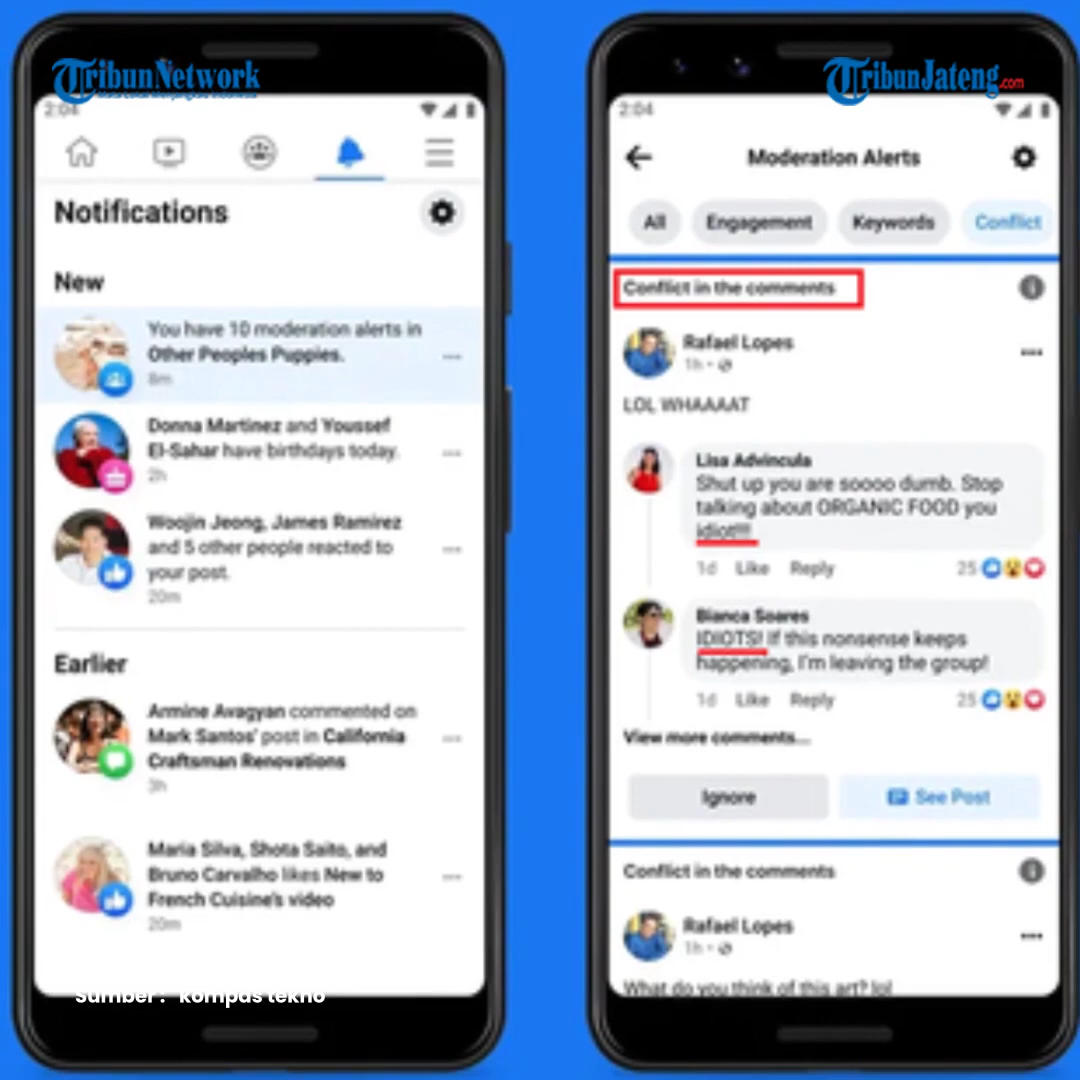 TribunNetwork
2:04
Notifications
New
You have 10 moderation alerts in
Other Peoples Puppies.
8m
Donna Martinez and Youssef
El-Sahar have birthdays today.
2h
Woojin Jeong, James Ramirez
and 5 other people reacted to
your post.
20m
Earlier
Armine Avagyan commented on
Mark Santos' post in California
Craftsman Renovations
3h
Maria Silva, Shota Saito, and
Bruno Carvalho likes New to
French Cuisine's video
20m
Sumber : kompas tekno
TribunJateng.com
2:04
Moderation Alerts
All Engagement Keywords Conflict
Conflict in the comments
Rafael Lopes
1h
LOL WHAAAAT
Lisa Advincula
Shut up you are soooo dumb. Stop
talking about ORGANIC FOOD you
idiot!!!
1d Like Reply 25
Bianca Soares
IDIOTS! If this nonsense keeps
happening, I'm leaving the group!
1d Like Reply 25
View more comments...
Ignore See Post
Conflict in the comments
Rafael Lopes
1h
What do you think of this art? lol